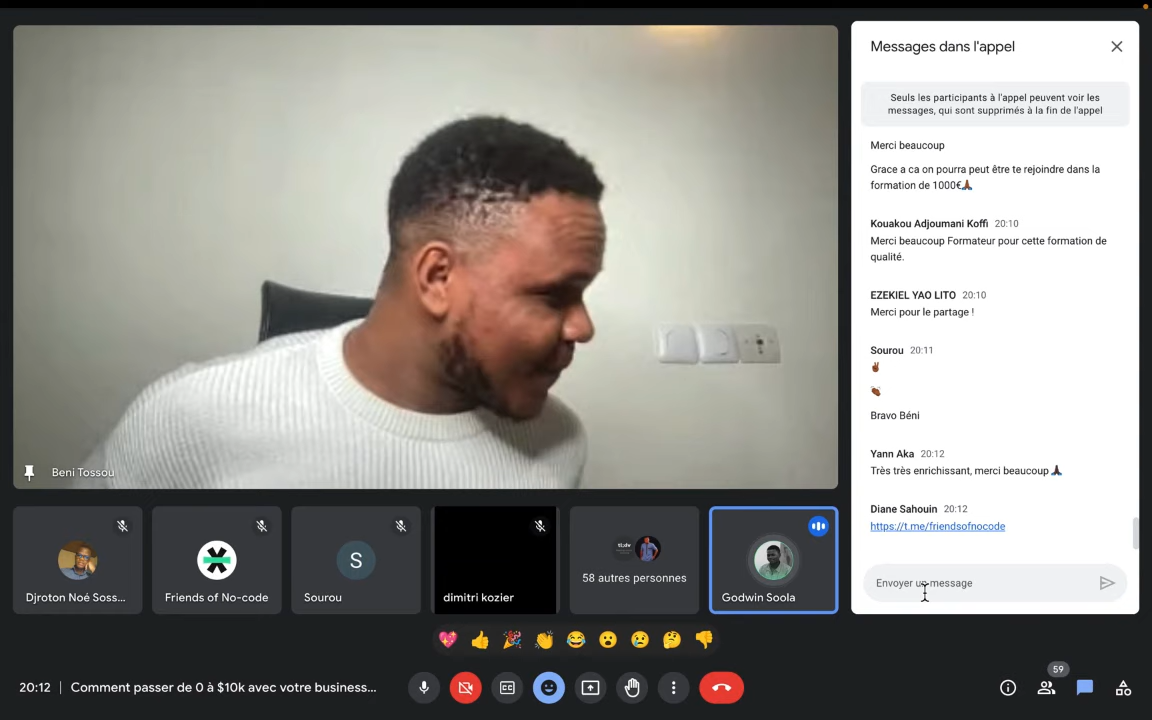 Messages dans l'appel
Seuls les participants à l'appel peuvent voir les
messages, qui sont supprimés à la fin de l'appel
Merci beaucoup
Grace a ca on pourra peut être te rejoindre dans la
formation de 1000€🙏🏾
Kouakou Adjoumani Koffi 20:10
Merci beaucoup Formateur pour cette formation de
qualité.
EZEKIEL YAO LITO 20:10
Merci pour le partage !
Sourou 20:11
✌🏾
👏🏾
Bravo Béni
Yann Aka 20:12
Très très enrichissant, merci beaucoup 🙏🏿
Diane Sahouin 20:12
https://t.me/friendsofnocode
Envoyer un message
Beni Tossou
Djroton Noé Soss...
Friends of No-code
S
Sourou
dimitri kozier
58 autres personnes
Godwin Soola
59
20:12 | Comment passer de 0 à $10k avec votre business...